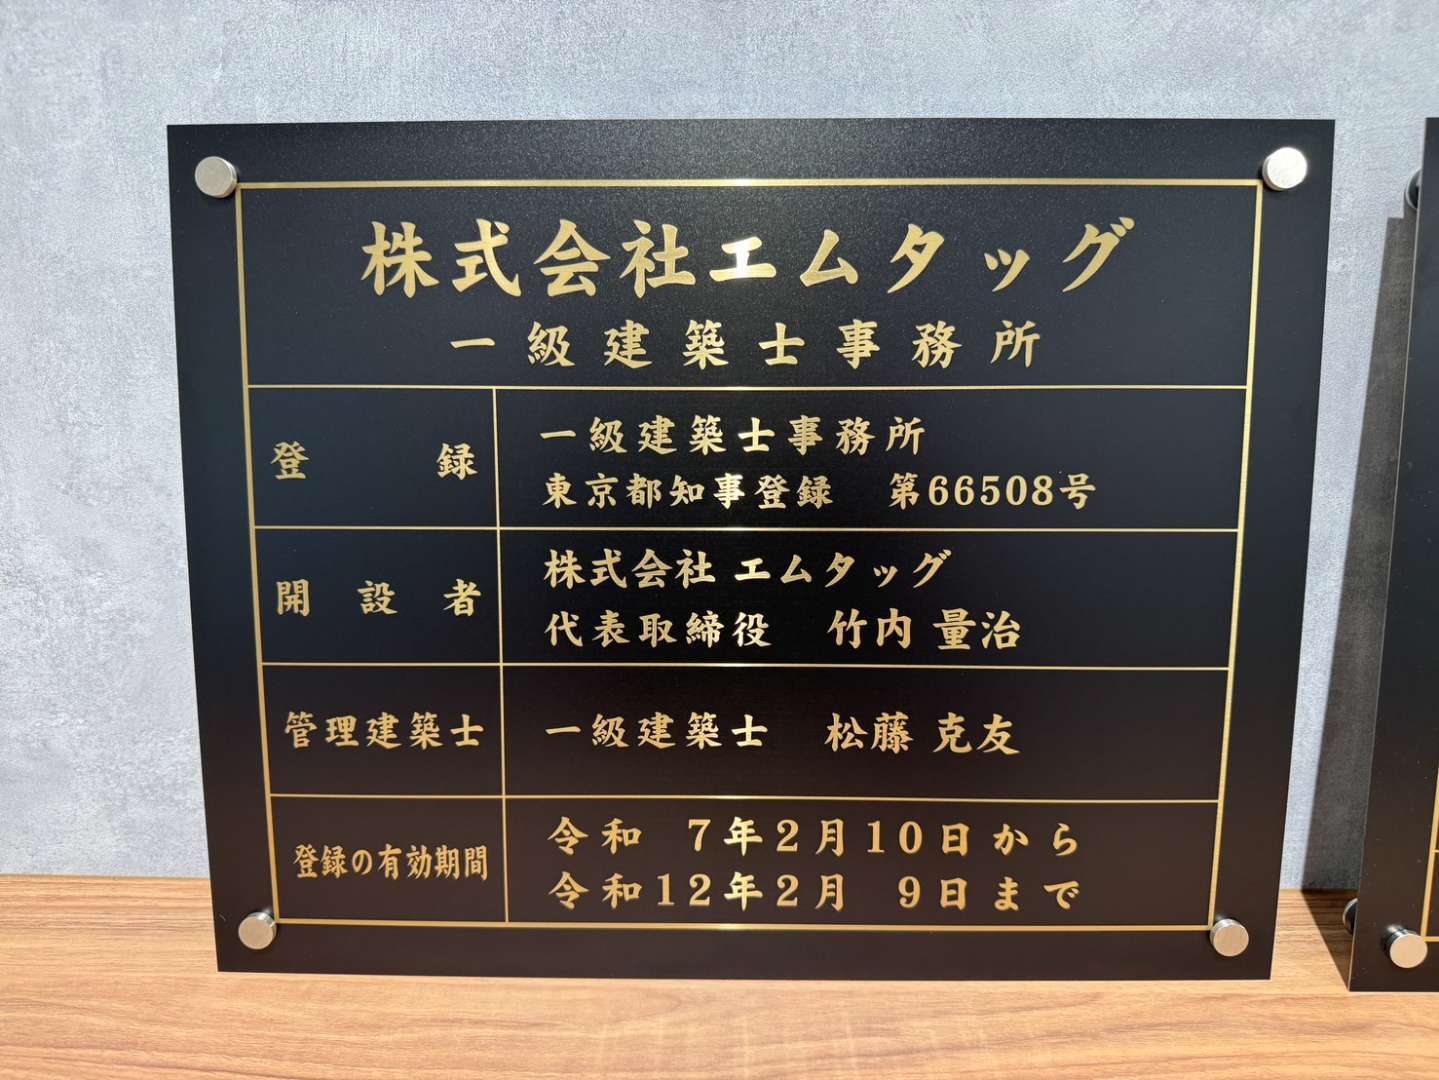 株式会社エムタッグ
一級建築士事務所
登録
一級建築士事務所
東京都知事登録 第66508号
開設者
株式会社 エムタッグ
代表取締役 竹内 量治
管理建築士
一級建築士 松藤 克友
登録の有効期間
令和 7年2月10日から
令和12年2月 9日まで